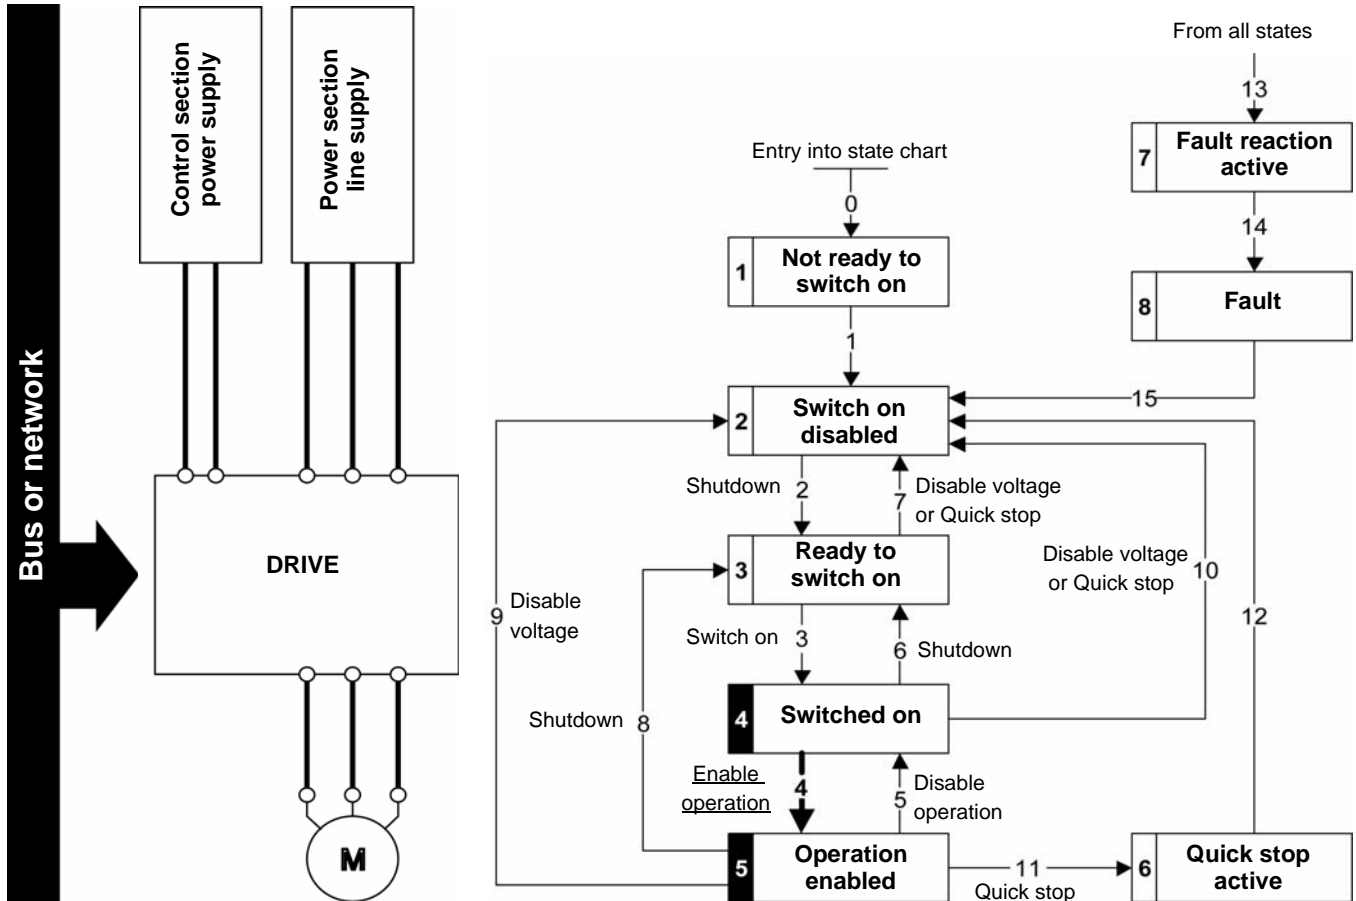 Bus or network
Control section
power supply
Power section
line supply
DRIVE
M
From all states
13
7
Fault reaction
active
14
8
Fault
15
Entry into state chart
0
1
Not ready to
switch on
1
2
Switch on
disabled
Shutdown
2
7
Disable voltage
or Quick stop
3
Ready to
switch on
Disable voltage
or Quick stop
10
12
9
Disable
voltage
Switch on
3
6
Shutdown
4
Switched on
Shutdown
8
Enable
operation
4
5
Disable
operation
5
Operation
enabled
11
Quick stop
6
Quick stop
active